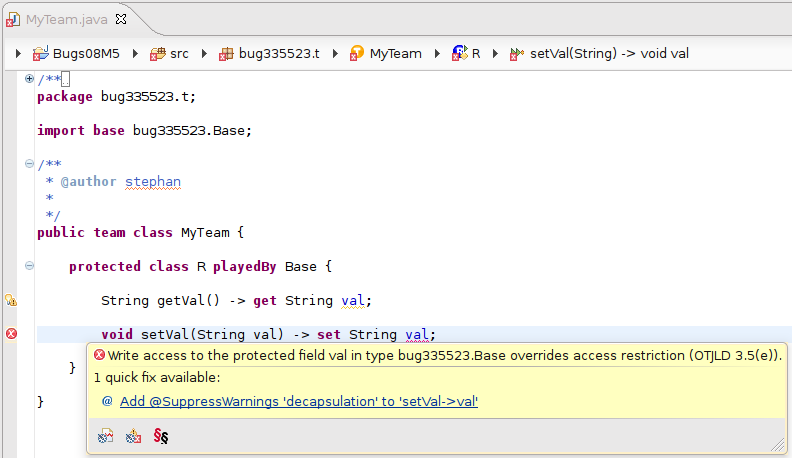 MyTeam.java
Bugs08M5 src bug335523.t MyTeam R setVal(String) -> void val
/**
package bug335523.t;
import base bug335523.Base;
/**
* @author stephan
*
*/
public team class MyTeam {
protected class R playedBy Base {
String getVal() -> get String val;
void setVal(String val) -> set String val;
Write access to the protected field val in type bug335523.Base overrides access restriction (OTJLD 3.5(e)).
}
1 quick fix available:
@ Add @SuppressWarnings 'decapsulation' to 'setVal->val'
}
§§